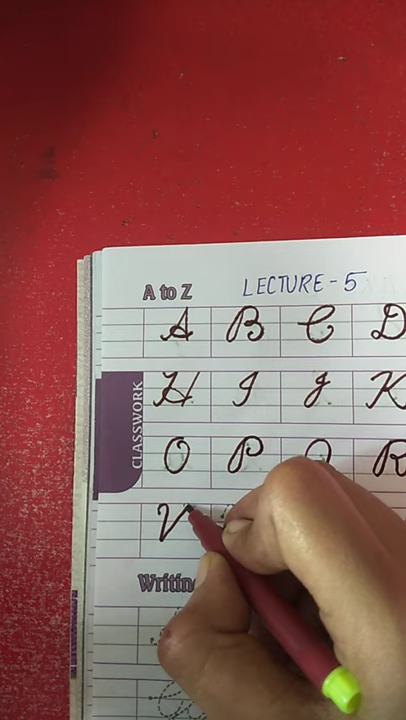 A to Z LECTURE - 5
A B C D
CLASSWORK
H I J K
O P Q R
V
Writin